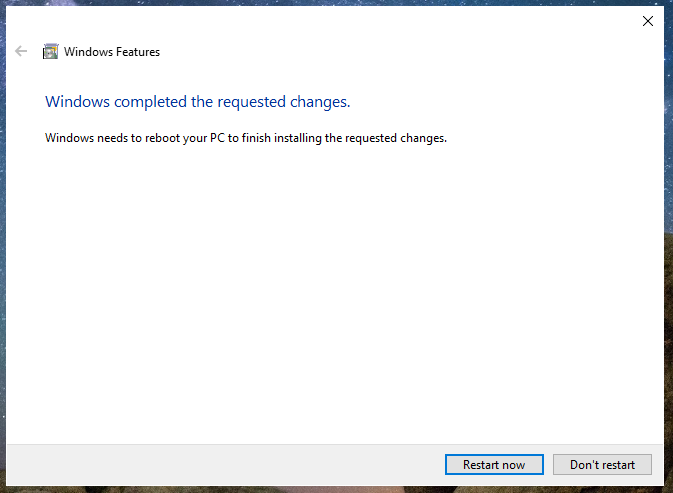 Windows Features
Windows completed the requested changes.
Windows needs to reboot your PC to finish installing the requested changes.
Restart now
Don't restart